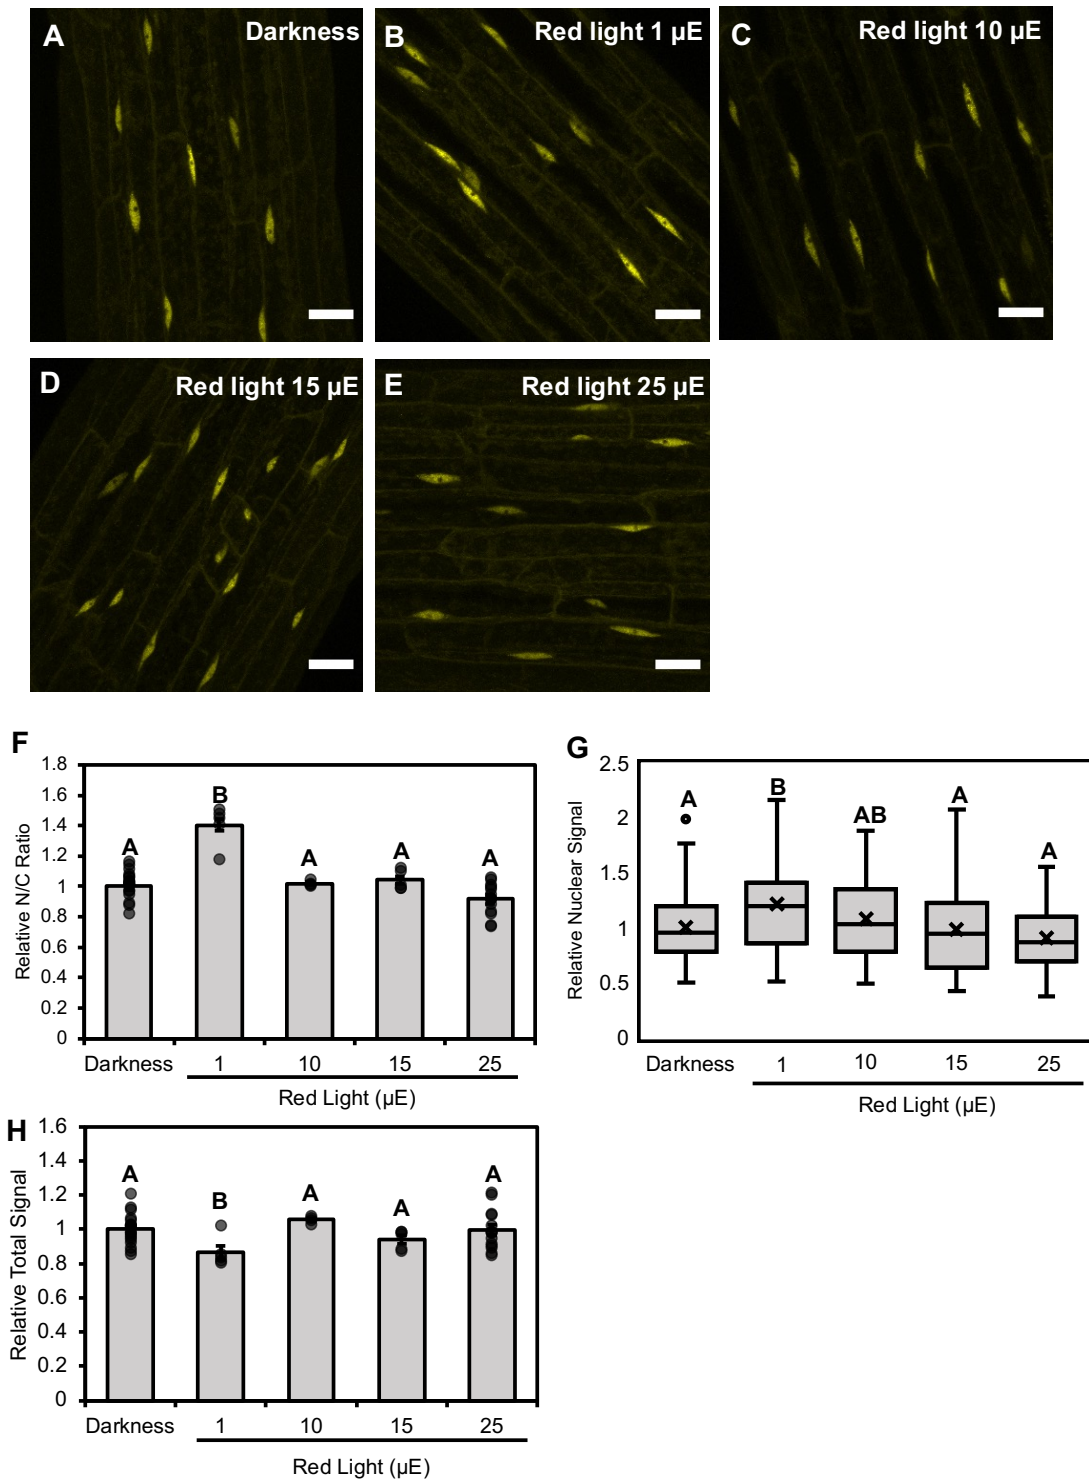 A Darkness
B Red light 1 µE
C Red light 10 µE
D Red light 15 µE
E Red light 25 µE
F
Relative N/C Ratio
1.8
1.6
1.4
1.2
1
0.8
0.6
0.4
0.2
0
A
B
A
A
A
Darkness 1 10 15 25
Red Light (µE)
G
Relative Nuclear Signal
2.5
2
1.5
1
0.5
0
A
B
AB
A
A
Darkness 1 10 15 25
Red Light (µE)
H
Relative Total Signal
1.6
1.4
1.2
1
0.8
0.6
0.4
0.2
0
A
B
A
A
A
Darkness 1 10 15 25
Red Light (µE)